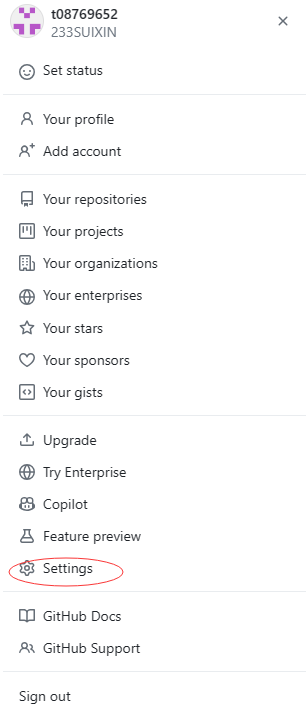 t08769652
233SUIXIN
Set status
Your profile
Add account
Your repositories
Your projects
Your organizations
Your enterprises
Your stars
Your sponsors
Your gists
Upgrade
Try Enterprise
Copilot
Feature preview
Settings
GitHub Docs
GitHub Support
Sign out